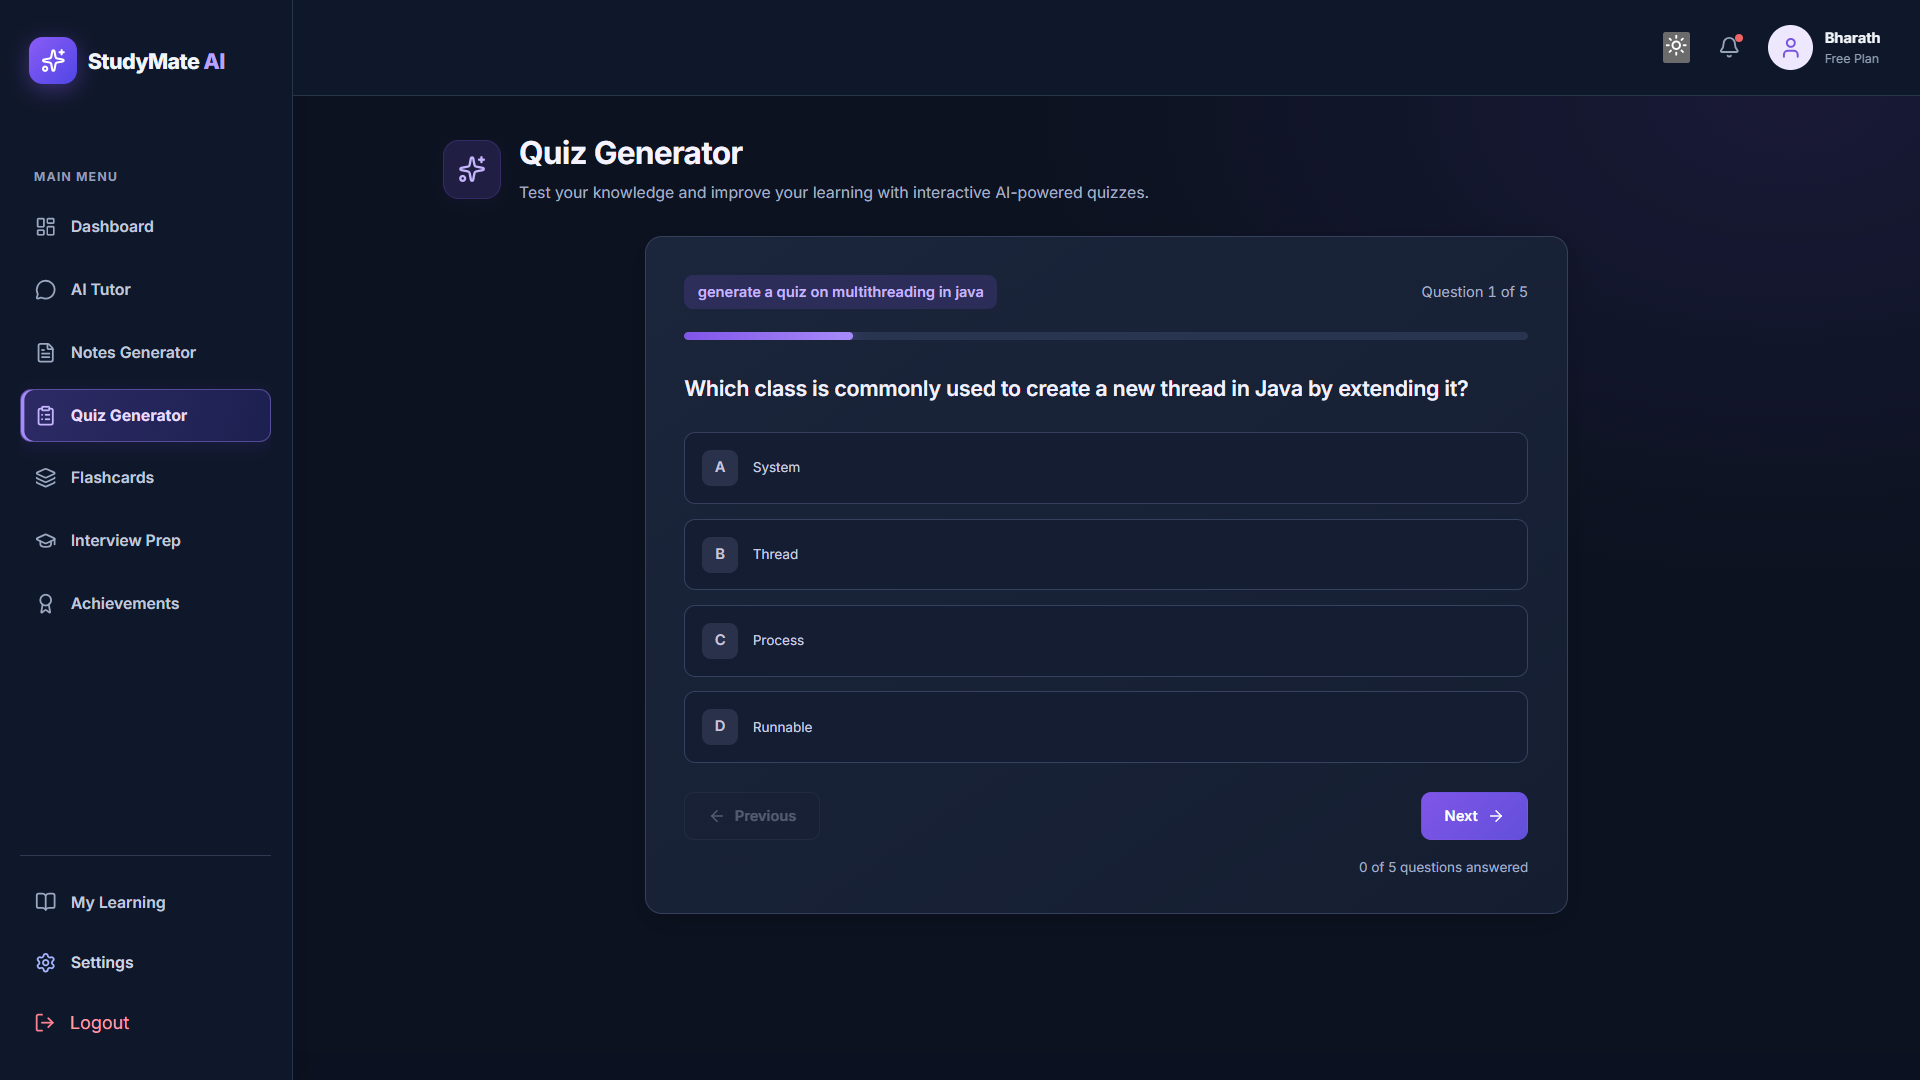 StudyMate AI
MAIN MENU
Dashboard
AI Tutor
Notes Generator
Quiz Generator
Flashcards
Interview Prep
Achievements
My Learning
Settings
Logout
Bharath
Free Plan
Quiz Generator
Test your knowledge and improve your learning with interactive AI-powered quizzes.
generate a quiz on multithreading in java
Question 1 of 5
Which class is commonly used to create a new thread in Java by extending it?
A System
B Thread
C Process
D Runnable
Previous
Next
0 of 5 questions answered